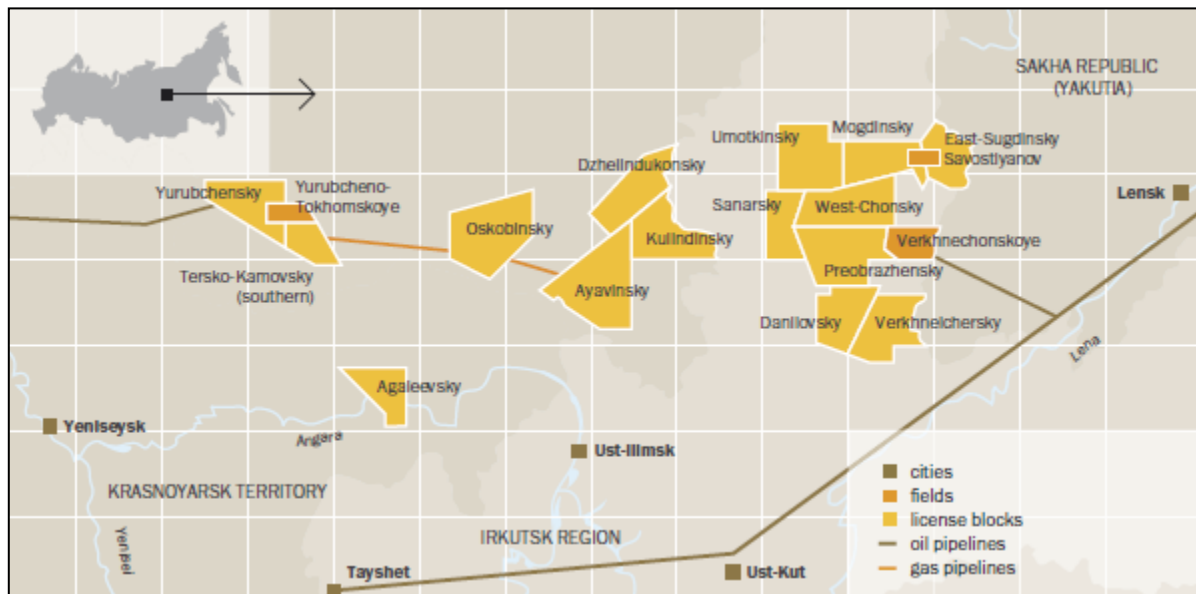 SAKHA REPUBLIC
(YAKUTIA)
Umotkinsky
Mogdinsky
East-Sugdinsky
Savostiyanov
Dzhelindukonsky
Yurubchensky
Yurubcheno-
Tokhomskoye
Lensk
Oskobinsky
Sanarsky
West-Chonsky
Kulindinsky
Verkhnechonskoye
Tersko-Kamovsky
(southern)
Preobrazhensky
Ayavinsky
Danilovsky
Verkhneichersky
Lena
Agaleevsky
Yeniseysk
Angara
Ust-Ilimsk
KRASNOYARSK TERRITORY
Yenisei
IRKUTSK REGION
Tayshet
Ust-Kut
cities
fields
license blocks
oil pipelines
gas pipelines